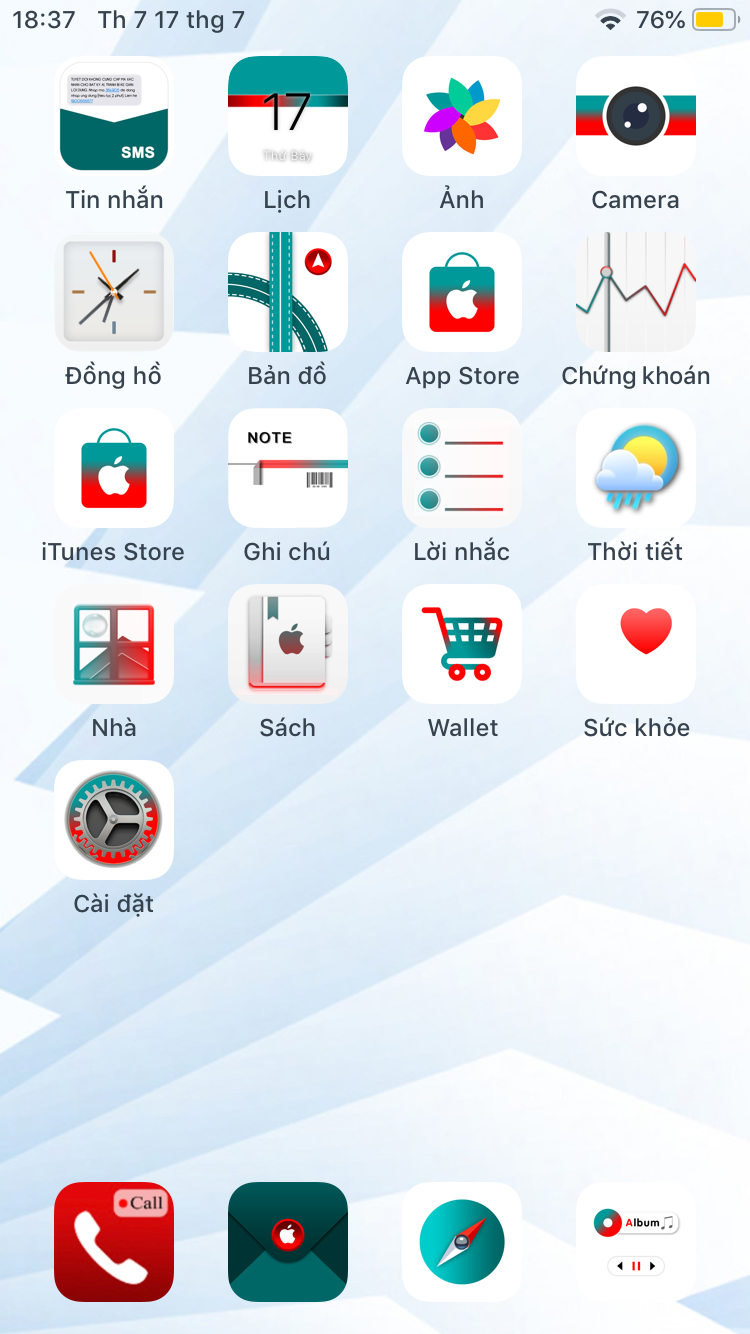 18:37 Th 7 17 thg 7 76%
SMS
17
Thứ Bảy
Tin nhắn Lịch Ảnh Camera
Đồng hồ Bản đồ App Store Chứng khoán
NOTE
iTunes Store Ghi chú Lời nhắc Thời tiết
Nhà Sách Wallet Sức khỏe
Cài đặt
Call
Album